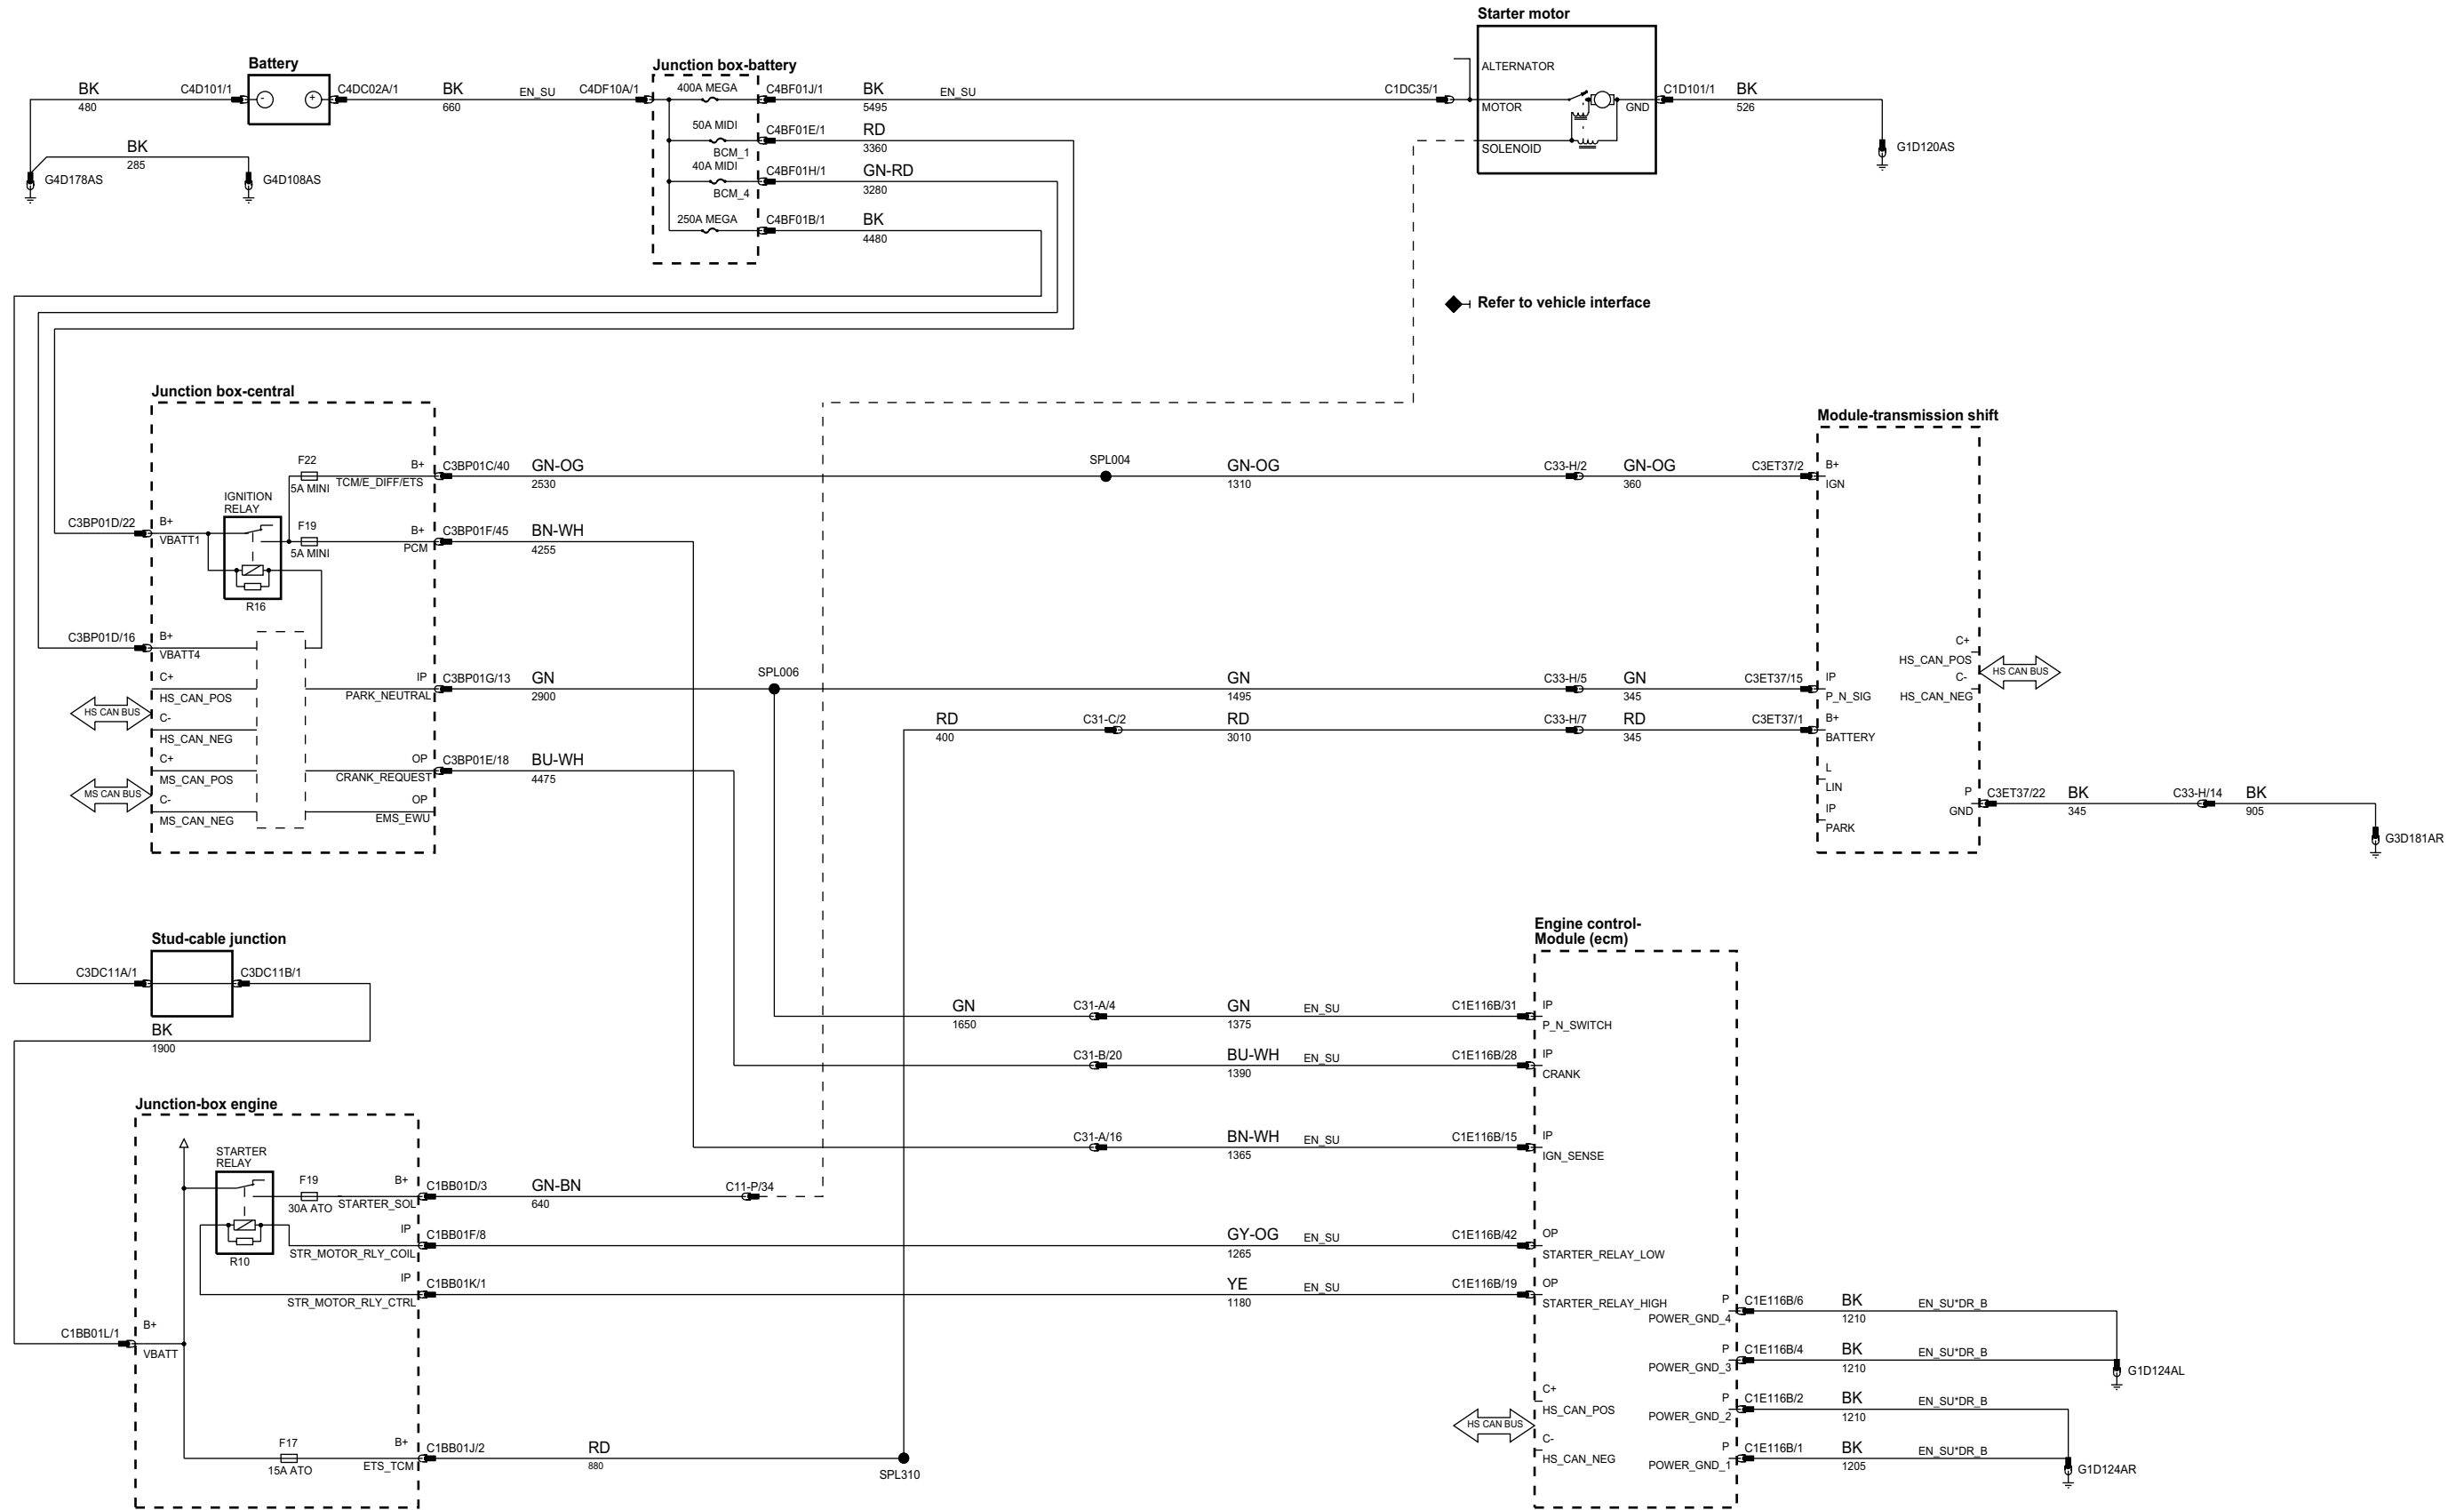 Starter motor
Battery
Junction box-battery
ALTERNATOR
BK
480
C4D101/1
-
+
C4DC02A/1
BK
660
EN_SU
C4DF10A/1
400A MEGA
C4BF01J/1
BK
5495
EN_SU
C1DC35/1
MOTOR
GND
C1D101/1
BK
526
50A MIDI
BCM_1
C4BF01E/1
RD
3360
SOLENOID
G1D120AS
BK
285
G4D178AS
G4D108AS
40A MIDI
BCM_4
C4BF01H/1
GN-RD
3280
250A MEGA
C4BF01B/1
BK
4480
Refer to vehicle interface
Junction box-central
Module-transmission shift
F22
5A MINI
B+
TCM/E_DIFF/ETS
C3BP01C/40
GN-OG
2530
SPL004
GN-OG
1310
C33-H/2
GN-OG
360
C3ET37/2
B+
IGN
IGNITION
RELAY
C3BP01D/22
B+
VBATT1
F19
5A MINI
B+
PCM
C3BP01F/45
BN-WH
4255
R16
C3BP01D/16
B+
VBATT4
C+
HS_CAN_POS
HS CAN BUS
C-
HS_CAN_NEG
C+
MS_CAN_POS
MS CAN BUS
C-
MS_CAN_NEG
IP
PARK_NEUTRAL
C3BP01G/13
GN
2900
SPL006
GN
1495
C33-H/5
GN
345
C3ET37/15
IP
P_N_SIG
C+
HS_CAN_POS
C-
HS_CAN_NEG
HS CAN BUS
RD
400
C31-C/2
RD
3010
C33-H/7
RD
345
C3ET37/1
B+
BATTERY
OP
CRANK_REQUEST
C3BP01E/18
BU-WH
4475
OP
EMS_EWU
L
LIN
IP
PARK
P
GND
C3ET37/22
BK
345
C33-H/14
BK
905
G3D181AR
Stud-cable junction
C3DC11A/1
C3DC11B/1
BK
1900
Engine control-
Module (ecm)
GN
1650
C31-A/4
GN
1375
EN_SU
C1E116B/31
IP
P_N_SWITCH
C31-B/20
BU-WH
1390
EN_SU
C1E116B/28
IP
CRANK
C31-A/16
BN-WH
1365
EN_SU
C1E116B/15
IP
IGN_SENSE
Junction-box engine
STARTER
RELAY
F19
30A ATO
B+
STARTER_SOL
C1BB01D/3
GN-BN
640
C11-P/34
R10
IP
STR_MOTOR_RLY_COIL
C1BB01F/8
GY-OG
1265
EN_SU
C1E116B/42
OP
STARTER_RELAY_LOW
IP
STR_MOTOR_RLY_CTRL
C1BB01K/1
YE
1180
EN_SU
C1E116B/19
OP
STARTER_RELAY_HIGH
C1BB01L/1
B+
VBATT
P
POWER_GND_4
C1E116B/6
BK
1210
EN_SU*DR_B
P
POWER_GND_3
C1E116B/4
BK
1210
EN_SU*DR_B
G1D124AL
C+
HS_CAN_POS
HS CAN BUS
C-
HS_CAN_NEG
P
POWER_GND_2
C1E116B/2
BK
1210
EN_SU*DR_B
P
POWER_GND_1
C1E116B/1
BK
1205
EN_SU*DR_B
G1D124AR
F17
15A ATO
B+
ETS_TCM
C1BB01J/2
RD
880
SPL310